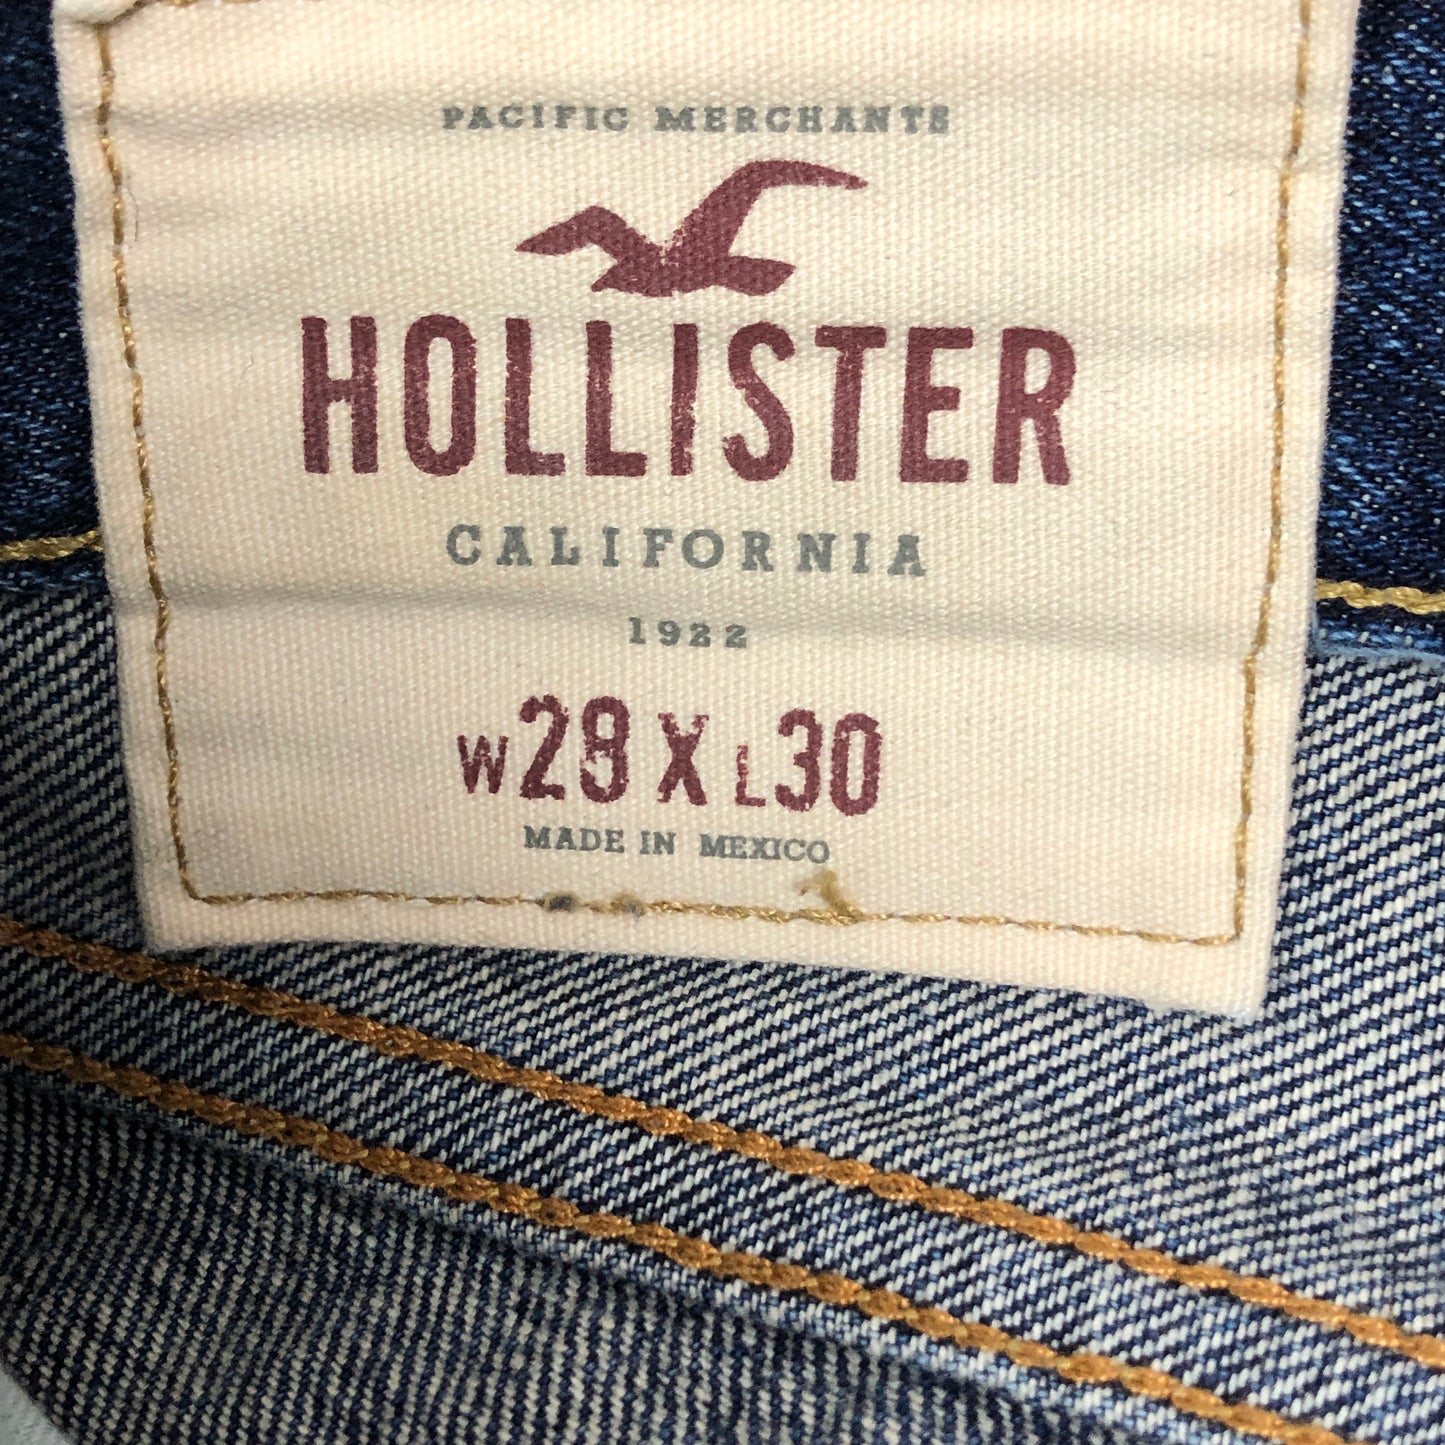 PACIFIC MERCHANTS
HOLLISTER
CALIFORNIA
1922
W28 X L30
MADE IN MEXICO